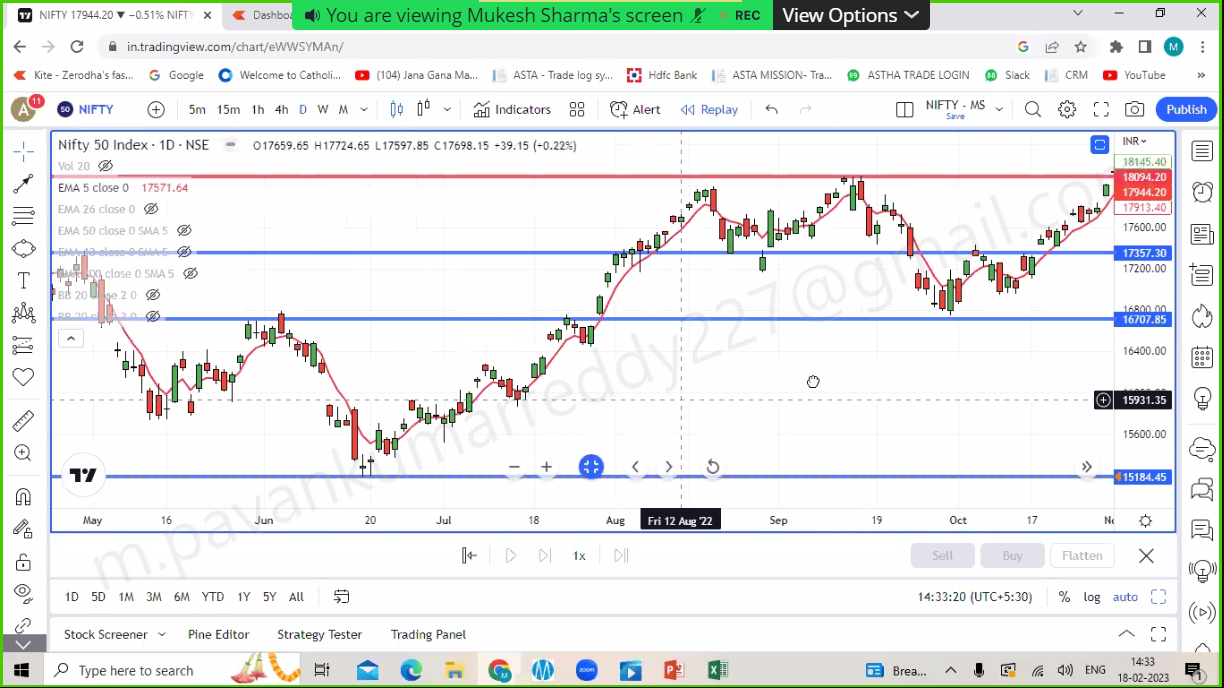 NIFTY 17944.20 ▼ −0.51% NIFTY
Dashboa
You are viewing Mukesh Sharma's screen
REC
View Options
in.tradingview.com/chart/eWWSYMAn/
Kite - Zerodha's fas...
Google
Welcome to Catholi...
(104) Jana Gana Ma...
ASTA - Trade log sy...
Hdfc Bank
ASTA MISSION- Tra...
ASTHA TRADE LOGIN
Slack
CRM
YouTube
»
A
11
50 NIFTY
5m 15m 1h 4h D W M
Indicators
Alert
Replay
NIFTY - MS
Save
Publish
Nifty 50 Index · 1D · NSE
O17659.65 H17724.65 L17597.85 C17698.15 +39.15 (+0.22%)
INR
Vol 20
18145.40
EMA 5 close 0 17571.64
18094.20
17944.20
EMA 26 close 0
17913.40
EMA 50 close 0 SMA 5
17600.00
17357.30
17200.00
BB 20
16800.00
16707.85
16400.00
15931.35
15600.00
15184.45
m.pavankumarreddy227@gmail.com
May 16 Jun 20 Jul 18 Aug Fri 12 Aug '22 Sep 19 Oct 17
1x
Sell
Buy
Flatten
1D 5D 1M 3M 6M YTD 1Y 5Y All
14:33:20 (UTC+5:30)
% log auto
Stock Screener
Pine Editor
Strategy Tester
Trading Panel
Type here to search
zoom
Brea...
ENG
14:33
18-02-2023
1